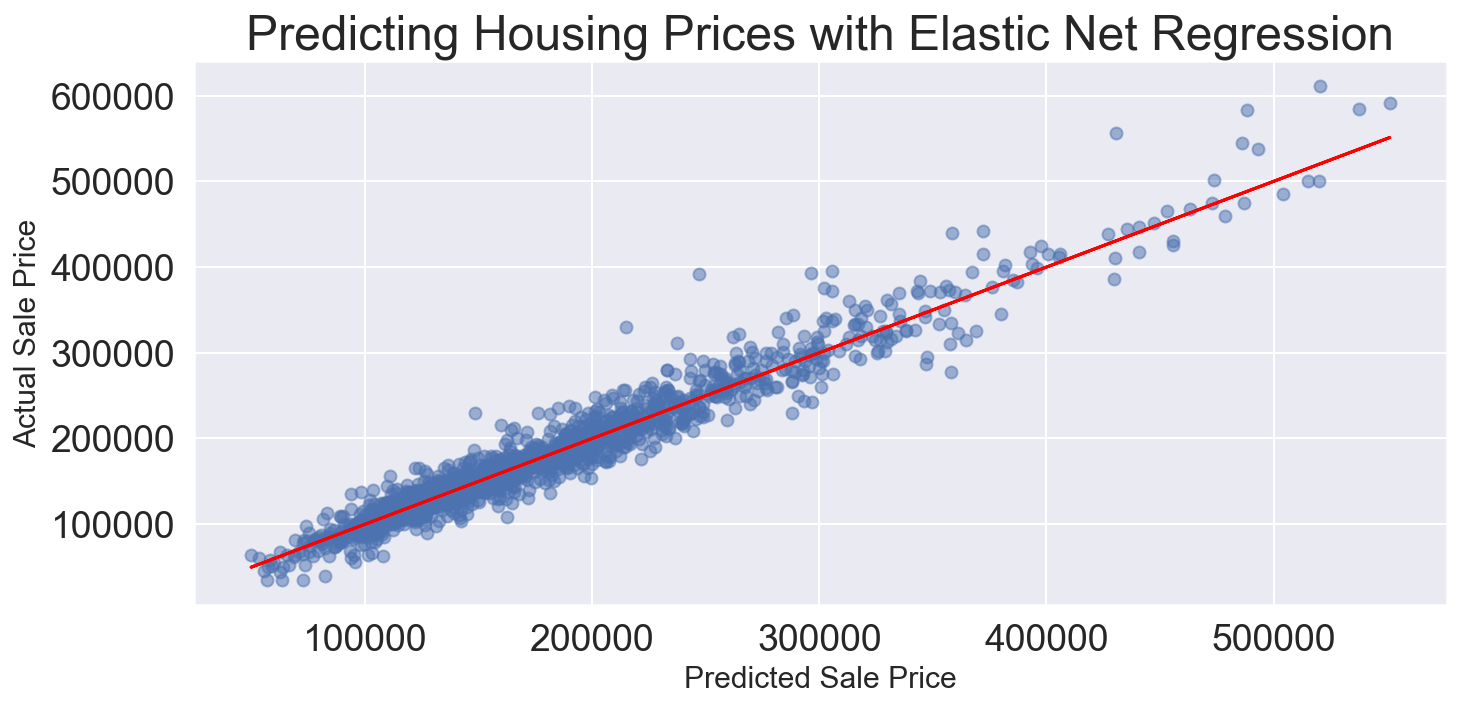 Predicting Housing Prices with Elastic Net Regression
600000
500000
400000
300000
200000
100000
Actual Sale Price
100000 200000 300000 400000 500000
Predicted Sale Price